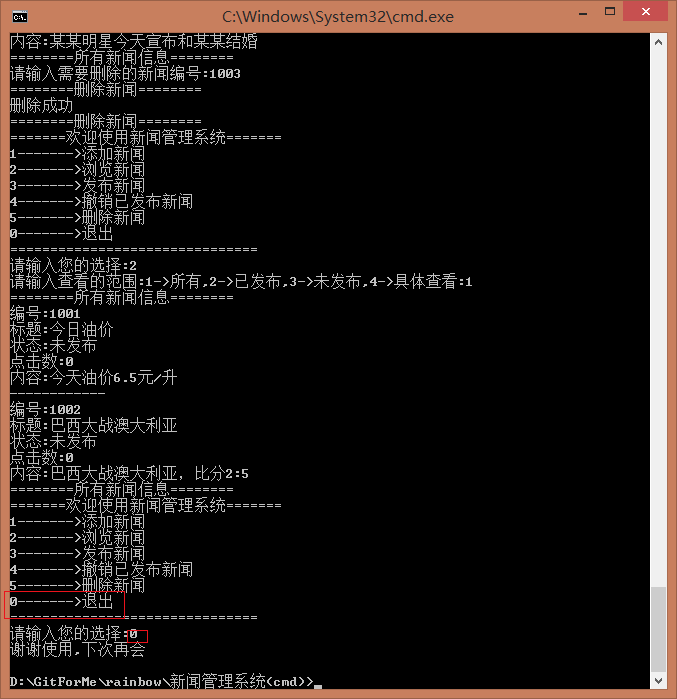 C:\Windows\System32\cmd.exe
内容:某某明星今天宣布和某某结婚
========所有新闻信息========
请输入需要删除的新闻编号:1003
========删除新闻========
删除成功
========删除新闻========
=======欢迎使用新闻管理系统=======
1------->添加新闻
2------->浏览新闻
3------->发布新闻
4------->撤销已发布新闻
5------->删除新闻
0------->退出
===============================
请输入您的选择:2
请输入查看的范围:1->所有,2->已发布,3->未发布,4->具体查看:1
========所有新闻信息========
编号:1001
标题:今日油价
状态:未发布
点击数:0
内容:今天油价6.5元/升
------------
编号:1002
标题:巴西大战澳大利亚
状态:未发布
点击数:0
内容:巴西大战澳大利亚，比分2:5
========所有新闻信息========
=======欢迎使用新闻管理系统=======
1------->添加新闻
2------->浏览新闻
3------->发布新闻
4------->撤销已发布新闻
5------->删除新闻
0------->退出
===============================
请输入您的选择:0
谢谢使用,下次再会
D:\GitForMe\rainbow\新闻管理系统(cmd)>